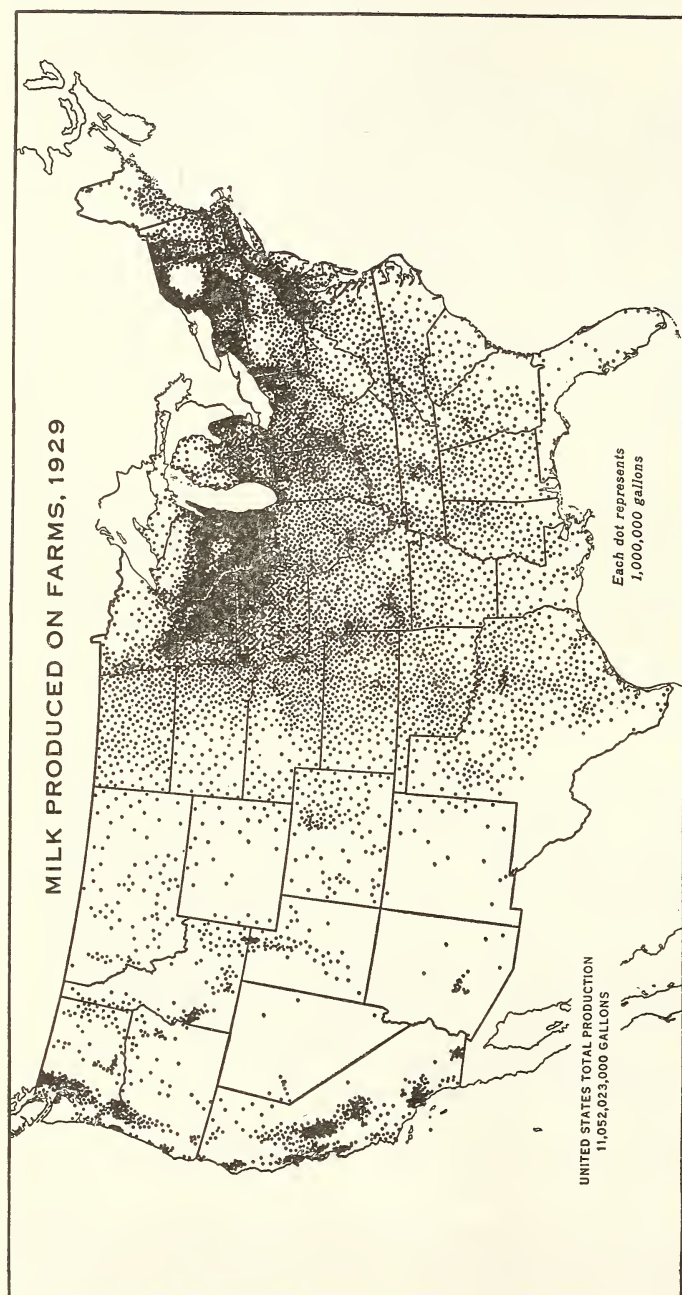 MILK PRODUCED ON FARMS, 1929
Each dot represents
1,000,000 gallons
UNITED STATES TOTAL PRODUCTION
11,052,023,000 GALLONS